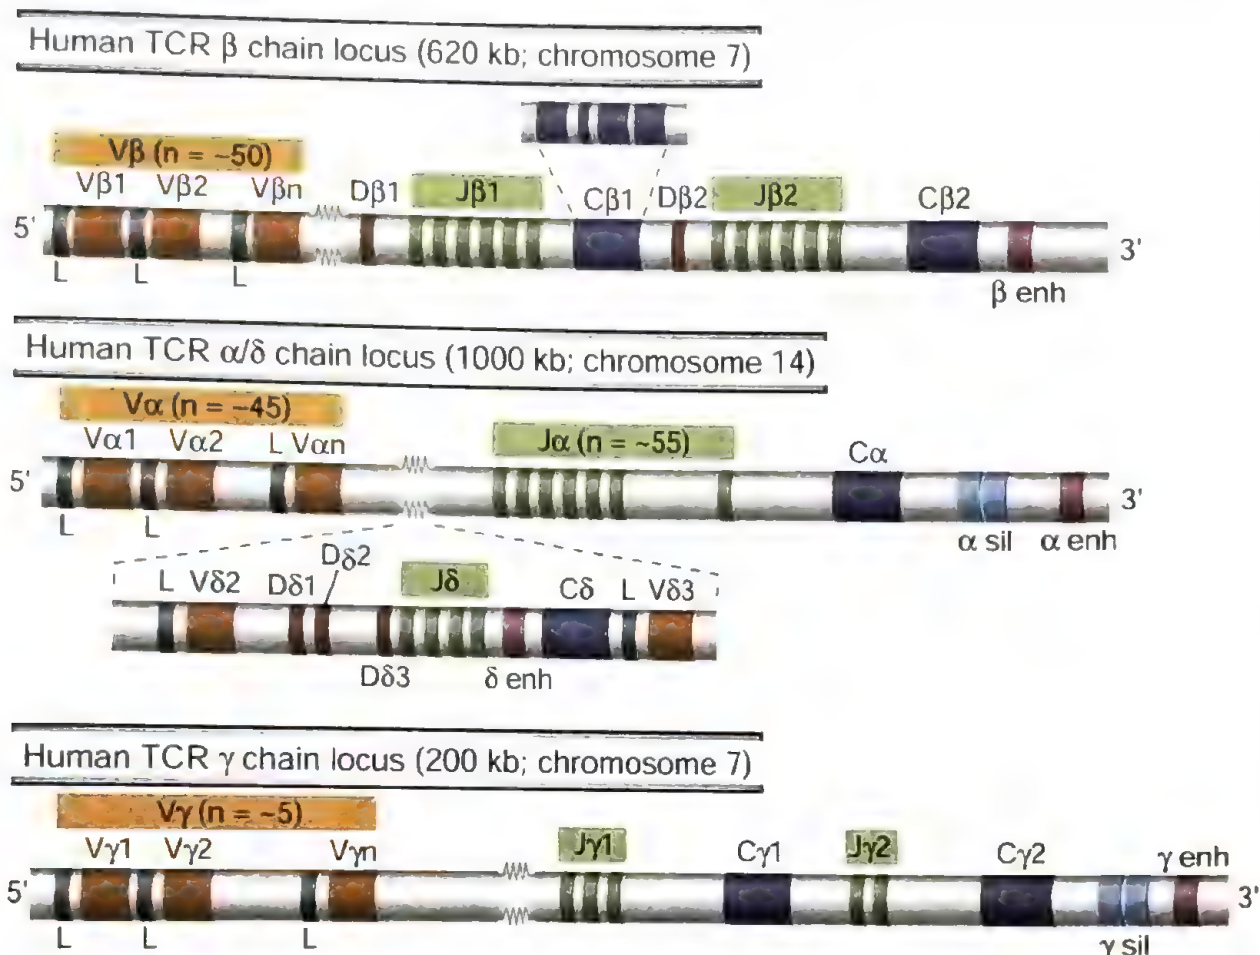 Human TCR β chain locus (620 kb; chromosome 7)
Vβ (n = ~50)
Vβ1 Vβ2 Vβn Dβ1 Jβ1 Cβ1 Dβ2 Jβ2 Cβ2
5' 3'
L L L β enh
Human TCR α/δ chain locus (1000 kb; chromosome 14)
Vα (n = ~45) Jα (n = ~55)
Vα1 Vα2 L Vαn Cα
5' 3'
L L α sil α enh
Dδ2
L Vδ2 Dδ1 Jδ Cδ L Vδ3
Dδ3 δ enh
Human TCR γ chain locus (200 kb; chromosome 7)
Vγ (n = ~5)
Vγ1 Vγ2 Vγn Jγ1 Cγ1 Jγ2 Cγ2 γ enh
5' 3'
L L L γ sil